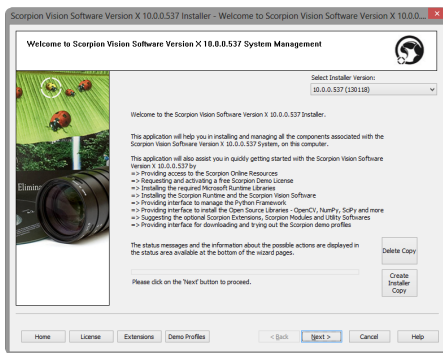 Scorpion Vision Software Version X 10.0.0.537 Installer - Welcome to Scorpion Vision Software Version X 10.0.0...
Welcome to Scorpion Vision Software Version X 10.0.0.537 System Management
Select Installer Version:
10.0.0.537 (130118)
Welcome to the Scorpion Vision Software Version X 10.0.0.537 Installer.
This application will help you in installing and managing all the components associated with the
Scorpion Vision Software Version X 10.0.0.537 System, on this computer.
This application will also assist you in quickly getting started with the Scorpion Vision Software
Version X 10.0.0.537 by
=> Providing access to the Scorpion Online Resources
=> Requesting and activating a free Scorpion Demo License
=> Installing the required Microsoft Runtime Libraries
=> Installing the Scorpion Runtime and the Scorpion Vision Software
=> Providing interface to manage the Python Framework
=> Providing interface to install the Open Source Libraries - OpenCV, NumPy, SciPy and more
=> Suggesting the optional Scorpion Extensions, Scorpion Modules and Utility Softwares
=> Providing interface for downloading and trying out the Scorpion demo profiles
Elimin
The status messages and the information about the possible actions are displayed in
the status area available at the bottom of the wizard pages.
Delete Copy
Please click on the 'Next' button to proceed.
Create
Installer
Copy
Home License Extensions Demo Profiles < Back Next > Cancel Help